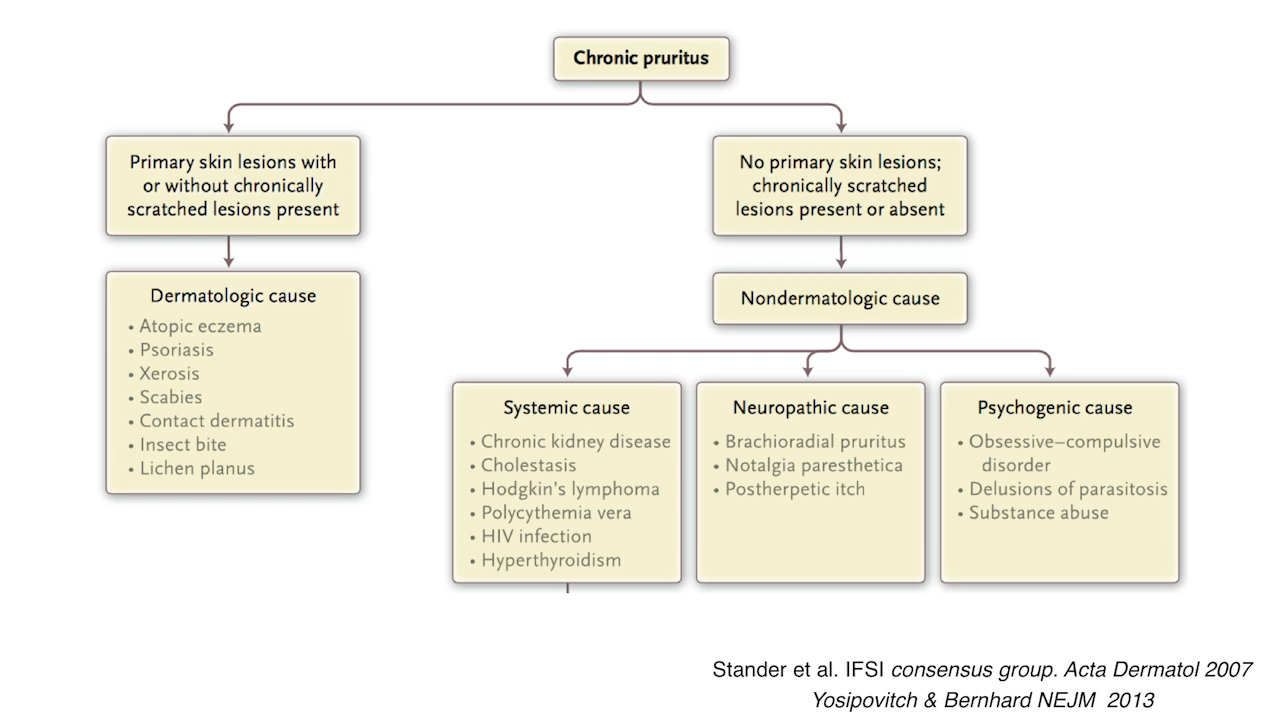 Chronic pruritus
Primary skin lesions with
or without chronically
scratched lesions present
No primary skin lesions;
chronically scratched
lesions present or absent
Dermatologic cause
• Atopic eczema
• Psoriasis
• Xerosis
• Scabies
• Contact dermatitis
• Insect bite
• Lichen planus
Nondermatologic cause
Systemic cause
• Chronic kidney disease
• Cholestasis
• Hodgkin's lymphoma
• Polycythemia vera
• HIV infection
• Hyperthyroidism
Neuropathic cause
• Brachioradial pruritus
• Notalgia paresthetica
• Postherpetic itch
Psychogenic cause
• Obsessive–compulsive
disorder
• Delusions of parasitosis
• Substance abuse
Stander et al. IFSI consensus group. Acta Dermatol 2007
Yosipovitch & Bernhard NEJM 2013